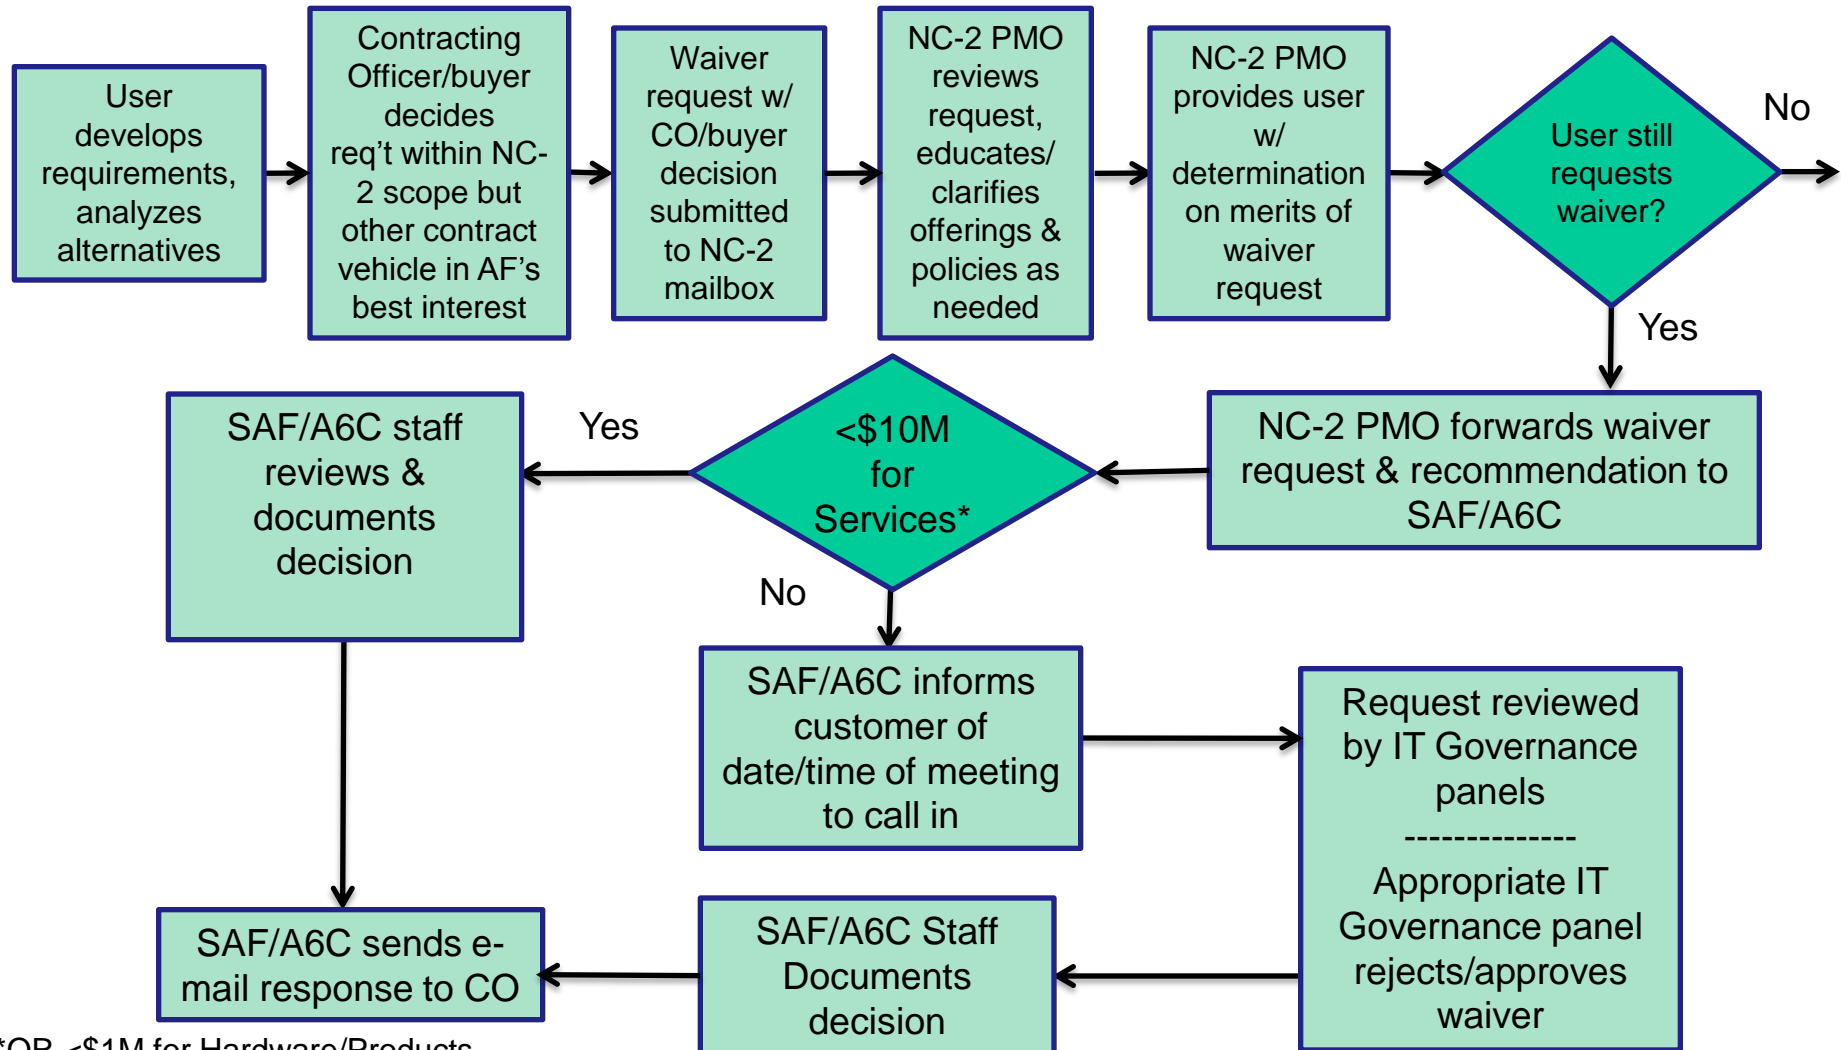 User
develops
requirements,
analyzes
alternatives
Contracting
Officer/buyer
decides
req't within NC-
2 scope but
other contract
vehicle in AF's
best interest
Waiver
request w/
CO/buyer
decision
submitted
to NC-2
mailbox
NC-2 PMO
reviews
request,
educates/
clarifies
offerings &
policies as
needed
NC-2 PMO
provides user
w/
determination
on merits of
waiver
request
User still
requests
waiver?
No
Yes
NC-2 PMO forwards waiver
request & recommendation to
SAF/A6C
<$10M
for
Services*
Yes
SAF/A6C staff
reviews &
documents
decision
No
SAF/A6C informs
customer of
date/time of meeting
to call in
Request reviewed
by IT Governance
panels
--------------
Appropriate IT
Governance panel
rejects/approves
waiver
SAF/A6C Staff
Documents
decision
SAF/A6C sends e-
mail response to CO
*OR <$1M for Hardware/Products